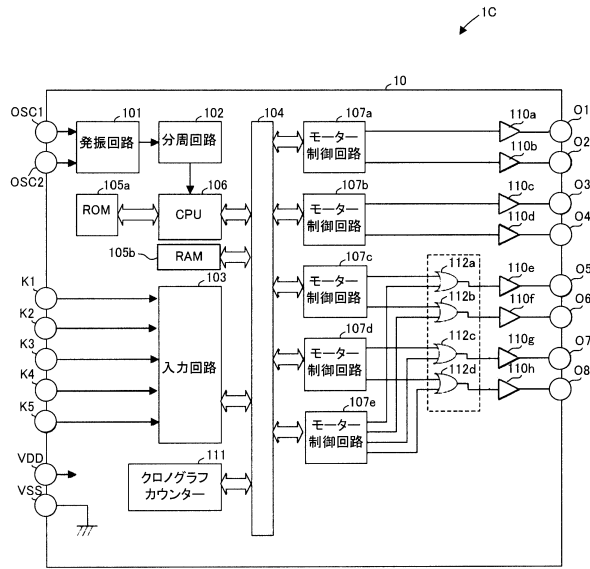 1C
10
OSC1
OSC2
101
発振回路
102
分周回路
104
105a
ROM
106
CPU
105b
RAM
103
入力回路
K1
K2
K3
K4
K5
VDD
VSS
111
クロノグラフ
カウンター
107a
モーター
制御回路
107b
モーター
制御回路
107c
モーター
制御回路
107d
モーター
制御回路
107e
モーター
制御回路
112a
112b
112c
112d
110a
110b
110c
110d
110e
110f
110g
110h
O1
O2
O3
O4
O5
O6
O7
O8